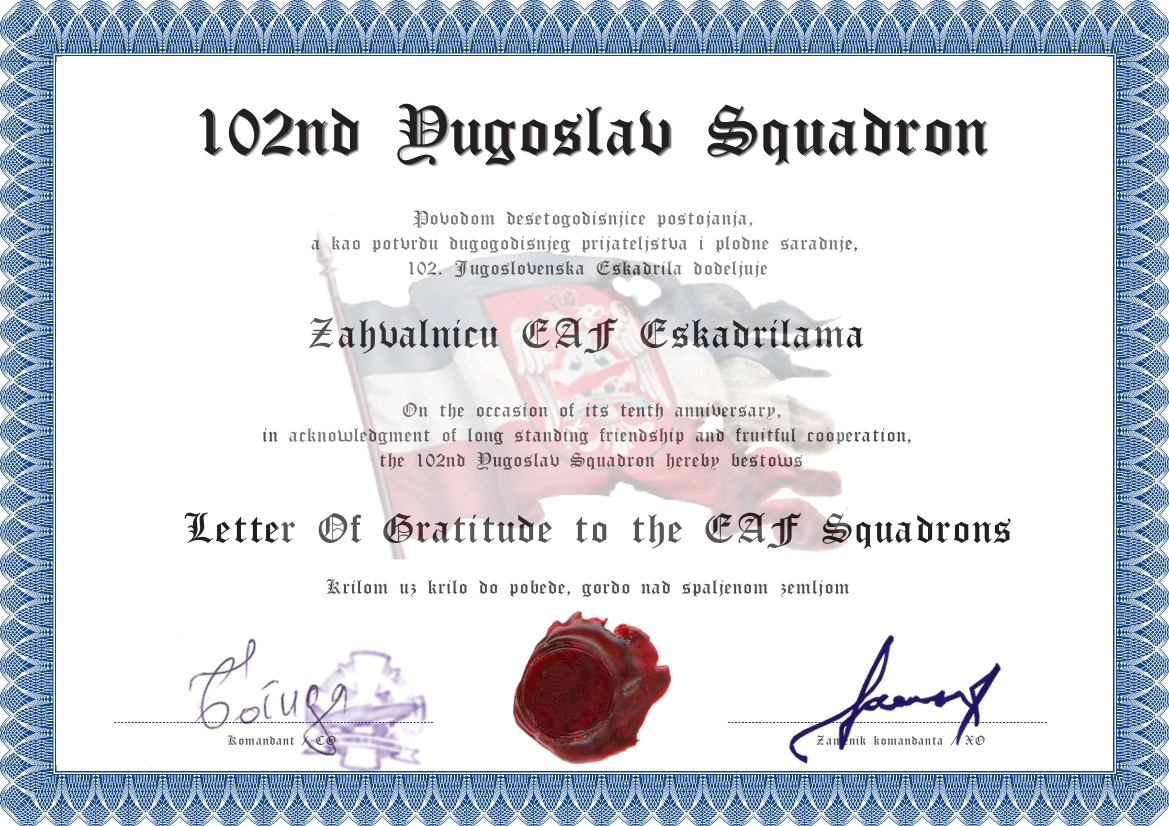 102nd Yugoslav Squadron
Povodom desetogodisnjice postojanja,
a kao potvrdu dugogodisnjeg prijateljstva i plodne saradnje,
102. Jugoslovenska Eskadrila dodeljuje
Zahvalnicu EAF Eskadrilama
On the occasion of its tenth anniversary,
in acknowledgment of long standing friendship and fruitful cooperation,
the 102nd Yugoslav Squadron hereby bestows
Letter Of Gratitude to the EAF Squadrons
Krilom uz krilo do pobede, gordo nad spaljenom zemljom
Komandant / CO
Zamenik komandanta / XO